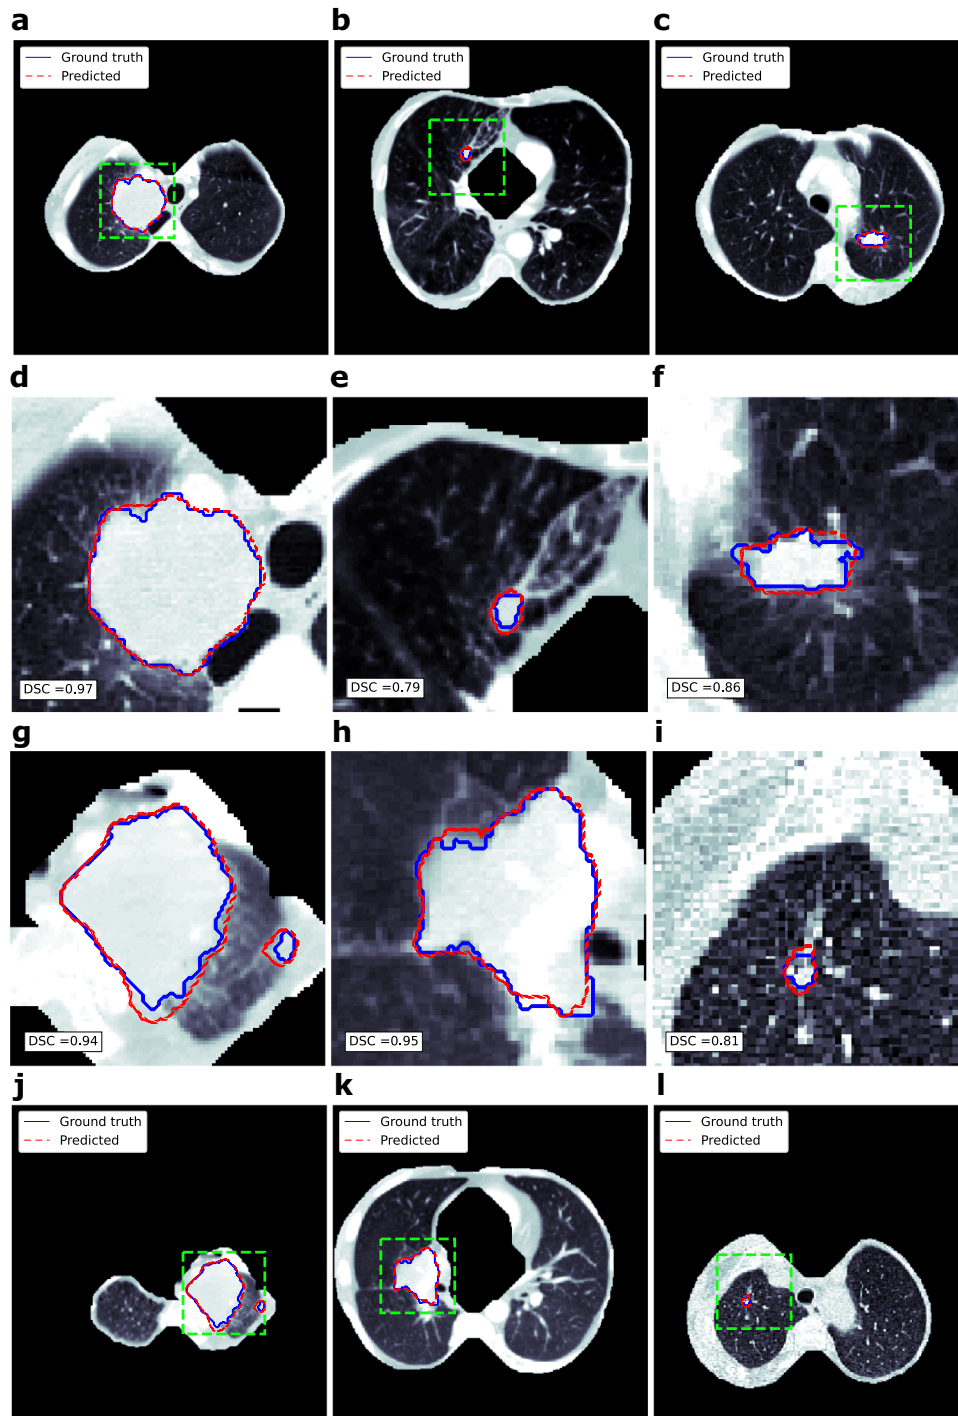 a
b
c
Ground truth
Predicted
Ground truth
Predicted
Ground truth
Predicted
d
e
f
DSC =0.97
DSC =0.79
DSC =0.86
g
h
i
DSC =0.94
DSC =0.95
DSC =0.81
j
k
l
Ground truth
Predicted
Ground truth
Predicted
Ground truth
Predicted